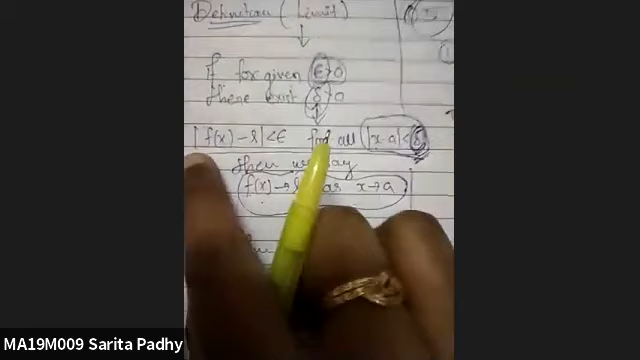 Definition (Limit)
↓
If for given ε>0
there exist δ>0
|f(x)-l|<ε for all |x-a|<δ
then we say
f(x)→l as x→a
MA19M009 Sarita Padhy